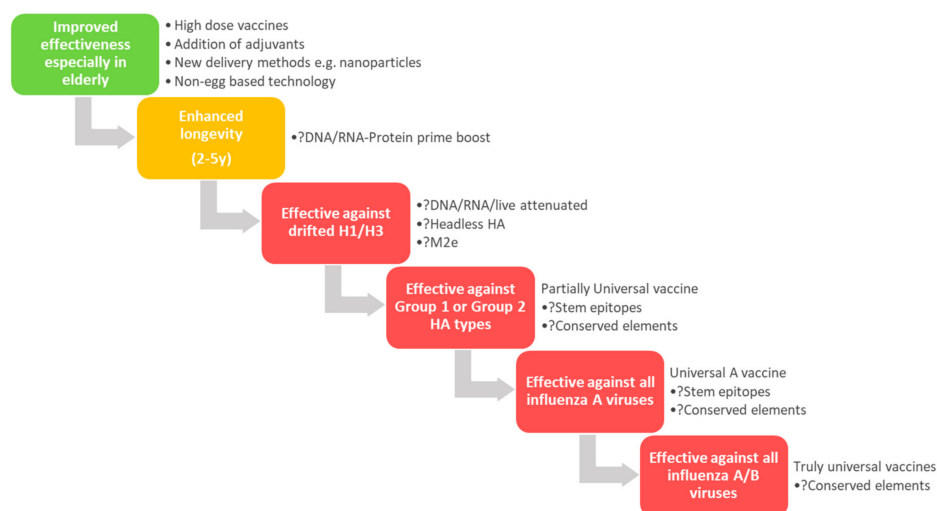 Improved
effectiveness
especially in
elderly
•High dose vaccines
•Addition of adjuvants
•New delivery methods e.g. nanoparticles
•Non-egg based technology
Enhanced
longevity
(2-5y)
•?DNA/RNA-Protein prime boost
Effective against
drifted H1/H3
•?DNA/RNA/live attenuated
•?Headless HA
•?M2e
Effective against
Group 1 or Group 2
HA types
Partially Universal vaccine
•?Stem epitopes
•?Conserved elements
Effective against all
influenza A viruses
Universal A vaccine
•?Stem epitopes
•?Conserved elements
Effective against all
influenza A/B
viruses
Truly universal vaccines
•?Conserved elements